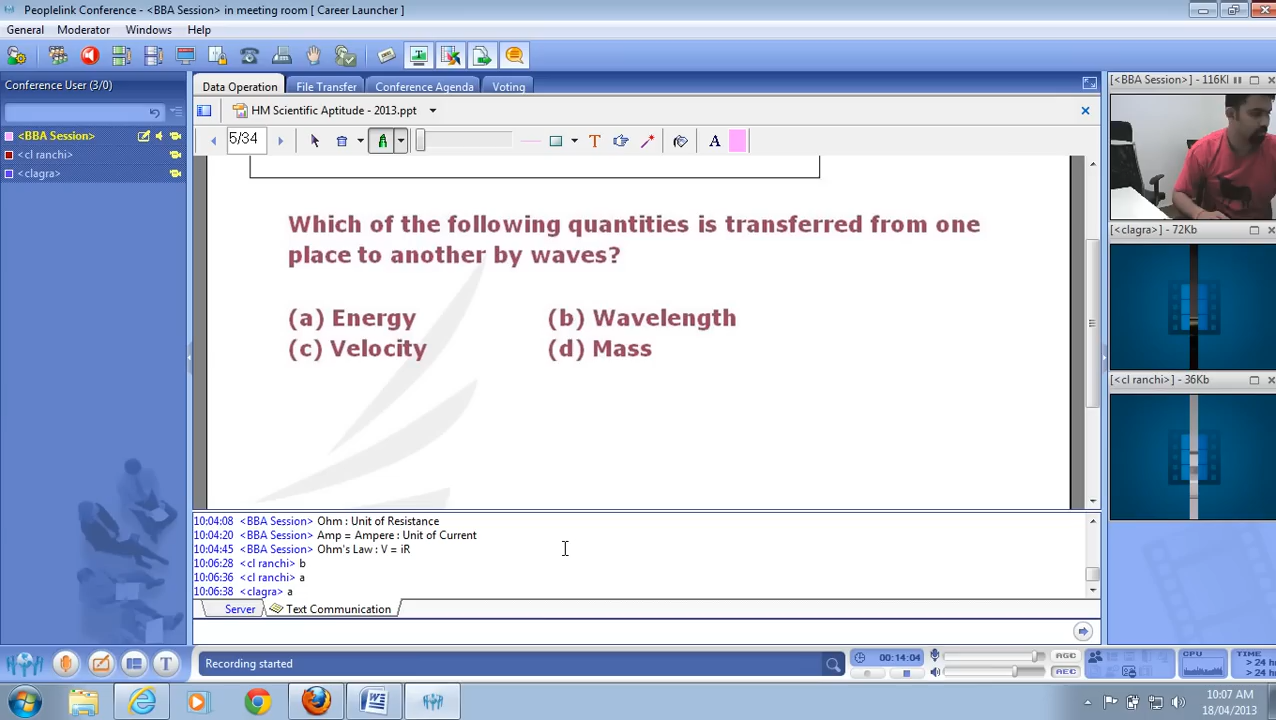 Peoplelink Conference - <BBA Session> in meeting room [ Career Launcher ]
General Moderator Windows Help
Conference User (3/0)
<BBA Session>
<cl ranchi>
<clagra>
Data Operation File Transfer Conference Agenda Voting
HM Scientific Aptitude - 2013.ppt
5/34
T A
Which of the following quantities is transferred from one
place to another by waves?
(a) Energy (b) Wavelength
(c) Velocity (d) Mass
10:04:08 <BBA Session> Ohm : Unit of Resistance
10:04:20 <BBA Session> Amp = Ampere : Unit of Current
10:04:45 <BBA Session> Ohm's Law : V = iR
10:06:28 <cl ranchi> b
10:06:36 <cl ranchi> a
10:06:38 <clagra> a
Server Text Communication
[<BBA Session>] - 116Kl
[<clagra>] - 72Kb
[<cl ranchi>] - 36Kb
T
Recording started
00:14:04
AGC
AEC
CPU
TIME
> 24 h
> 24 h
10:07 AM
18/04/2013